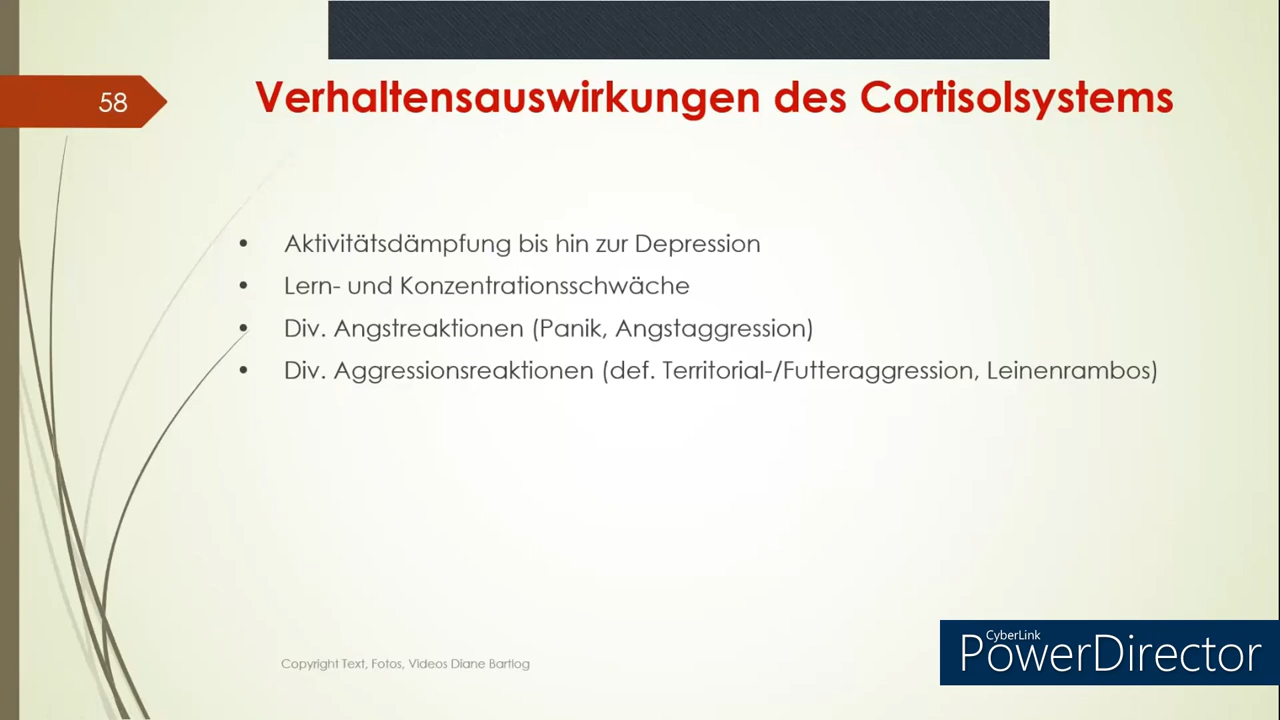 58
Verhaltensauswirkungen des Cortisolsystems
• Aktivitätsdämpfung bis hin zur Depression
• Lern- und Konzentrationsschwäche
• Div. Angstreaktionen (Panik, Angstaggression)
• Div. Aggressionsreaktionen (def. Territorial-/Futteraggression, Leinenrambos)
Copyright Text, Fotos, Videos Diane Bartlog
CyberLink
PowerDirector